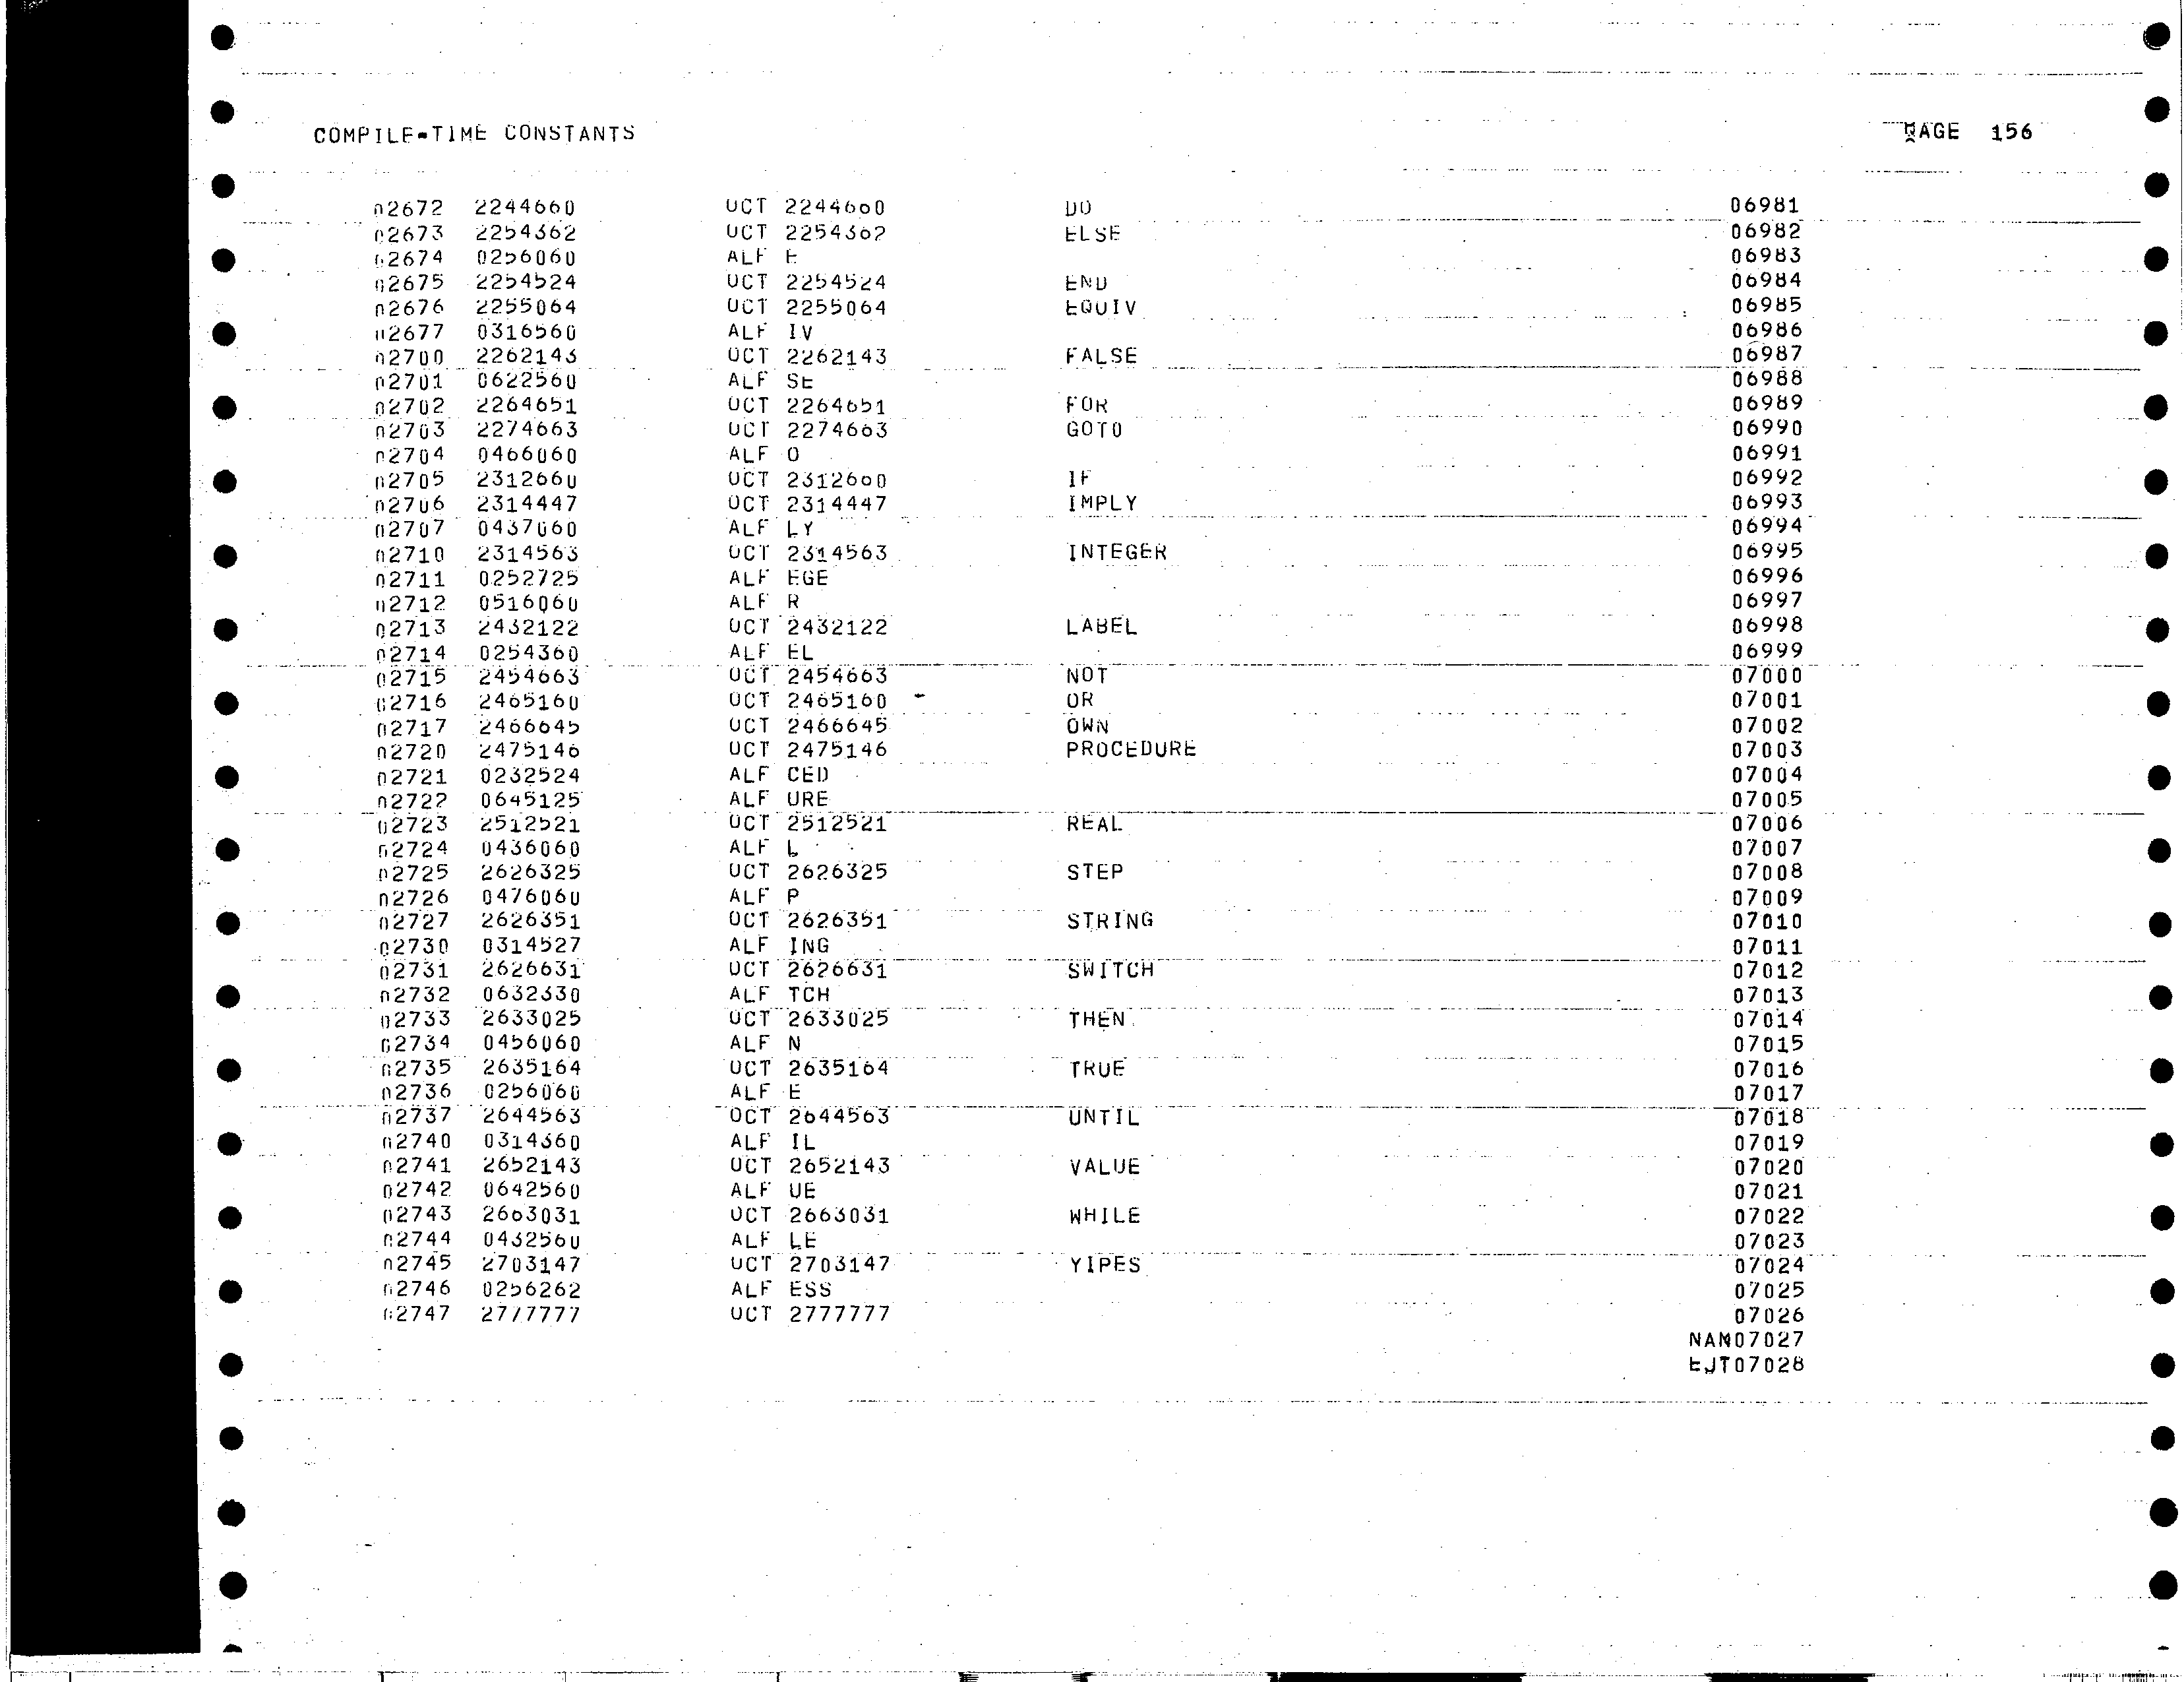 COMPILE-TIME CONSTANTS PAGE 156
02672 2244660 OCT 2244660 DO 06981
02673 2254362 OCT 2254362 ELSE 06982
02674 0256060 ALF E 06983
02675 2254524 OCT 2254524 END 06984
02676 2255064 OCT 2255064 EQUIV 06985
02677 0316560 ALF IV 06986
02700 2262143 OCT 2262143 FALSE 06987
02701 0622560 ALF SE 06988
02702 2264651 OCT 2264651 FOR 06989
02703 2274663 OCT 2274663 GOTO 06990
02704 0466060 ALF O 06991
02705 2312660 OCT 2312660 IF 06992
02706 2314447 OCT 2314447 IMPLY 06993
02707 0437060 ALF LY 06994
02710 2314563 OCT 2314563 INTEGER 06995
02711 0252725 ALF EGE 06996
02712 0516060 ALF R 06997
02713 2432122 OCT 2432122 LABEL 06998
02714 0254360 ALF EL 06999
02715 2454663 OCT 2454663 NOT 07000
02716 2465160 OCT 2465160 OR 07001
02717 2466645 OCT 2466645 OWN 07002
02720 2475146 OCT 2475146 PROCEDURE 07003
02721 0232524 ALF CED 07004
02722 0645125 ALF URE 07005
02723 2512521 OCT 2512521 REAL 07006
02724 0436060 ALF L 07007
02725 2626325 OCT 2626325 STEP 07008
02726 0476060 ALF P 07009
02727 2626351 OCT 2626351 STRING 07010
02730 0314527 ALF ING 07011
02731 2626631 OCT 2626631 SWITCH 07012
02732 0632330 ALF TCH 07013
02733 2633025 OCT 2633025 THEN 07014
02734 0456060 ALF N 07015
02735 2635164 OCT 2635164 TRUE 07016
02736 0256060 ALF E 07017
02737 2644563 OCT 2644563 UNTIL 07018
02740 0314360 ALF IL 07019
02741 2652143 OCT 2652143 VALUE 07020
02742 0642560 ALF UE 07021
02743 2663031 OCT 2663031 WHILE 07022
02744 0432560 ALF LE 07023
02745 2703147 OCT 2703147 YIPES 07024
02746 0256262 ALF ESS 07025
02747 2777777 OCT 2777777 07026
NAM07027
EJT07028